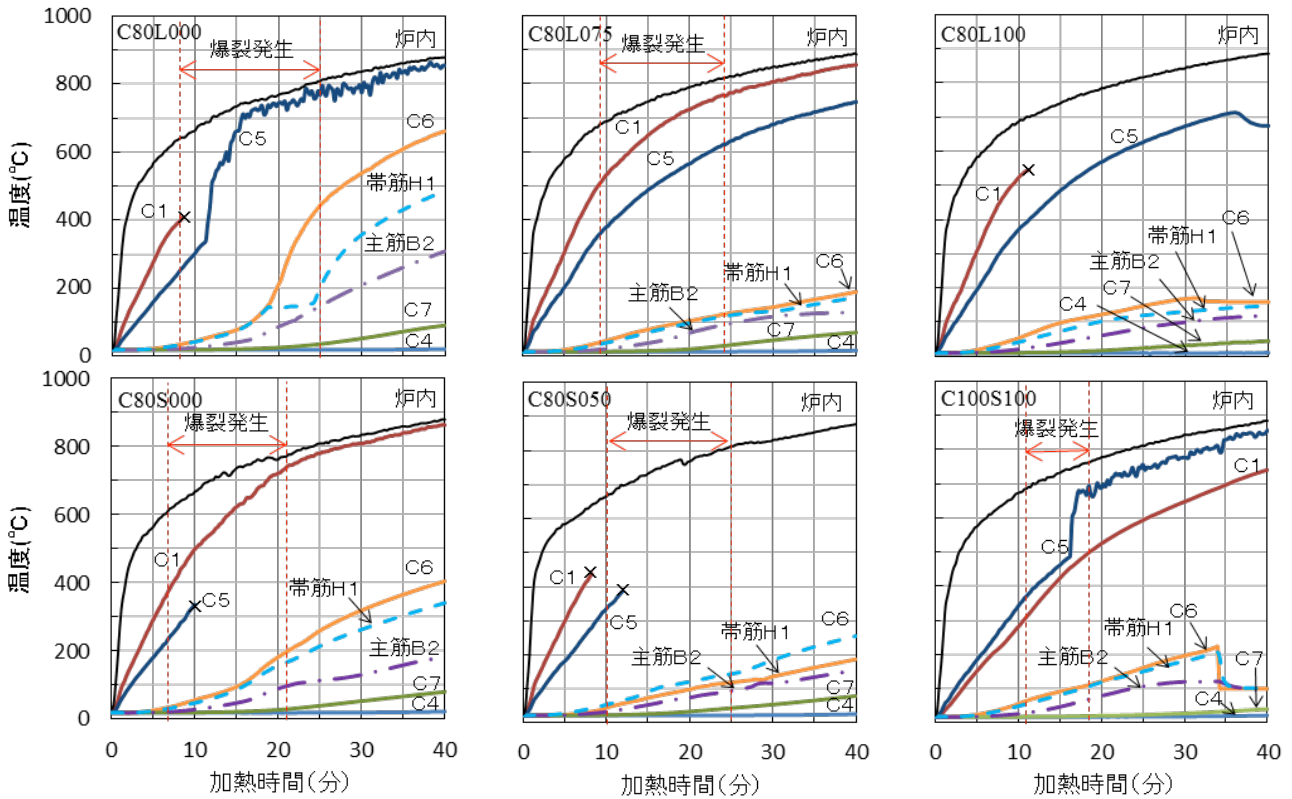 温度(℃)
1000
800
600
400
200
0
C80L000
炉内
爆裂発生
C5
C6
C1
帯筋H1
主筋B2
C7
C4
C80L075
炉内
爆裂発生
C1
C5
C6
帯筋H1
主筋B2
C7
C80L100
炉内
C5
C1
C6
帯筋H1
主筋B2
C7
C4
温度(℃)
1000
800
600
400
200
0
C80S000
炉内
爆裂発生
C1
C5
C6
帯筋H1
主筋B2
C7
C4
0 10 20 30 40
加熱時間(分)
C80S050
炉内
爆裂発生
C1
C5
C6
帯筋H1
主筋B2
C7
C4
0 10 20 30 40
加熱時間(分)
C100S100
炉内
爆裂発生
C5
C1
C6
帯筋H1
主筋B2
C7
C4
0 10 20 30 40
加熱時間(分)